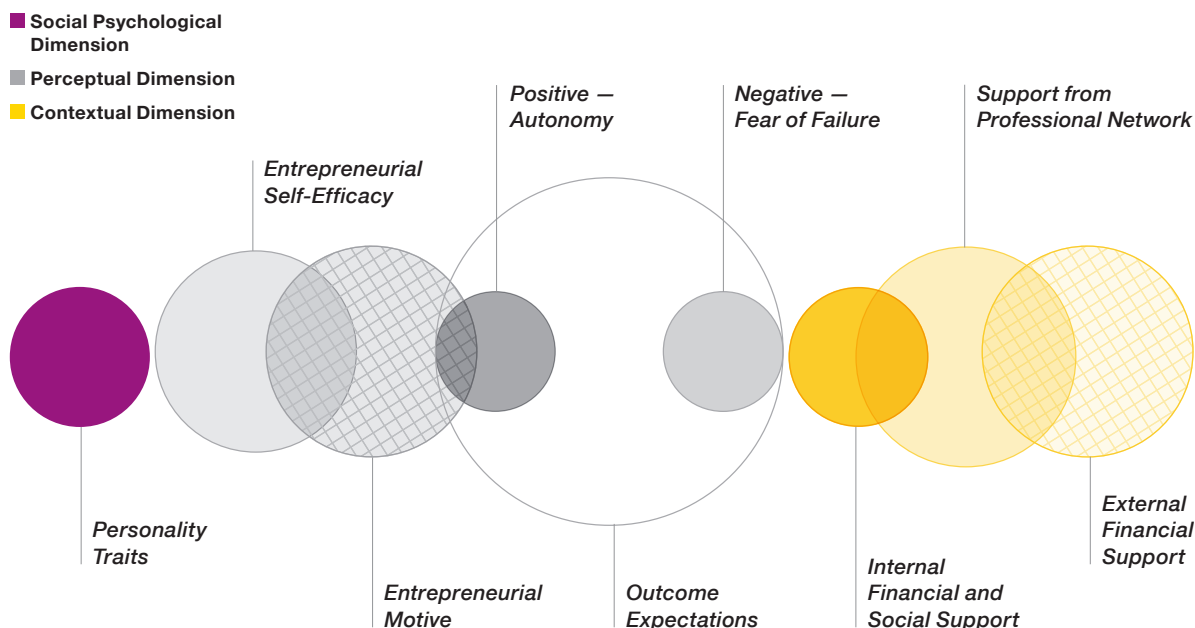 Social Psychological
Dimension
Perceptual Dimension
Contextual Dimension
Positive —
Autonomy
Negative —
Fear of Failure
Support from
Professional Network
Entrepreneurial
Self-Efficacy
Personality
Traits
Entrepreneurial
Motive
Outcome
Expectations
Internal
Financial and
Social Support
External
Financial
Support